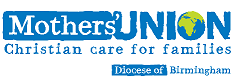 Mothers' UNION
Christian care for families
Diocese of Birmingham